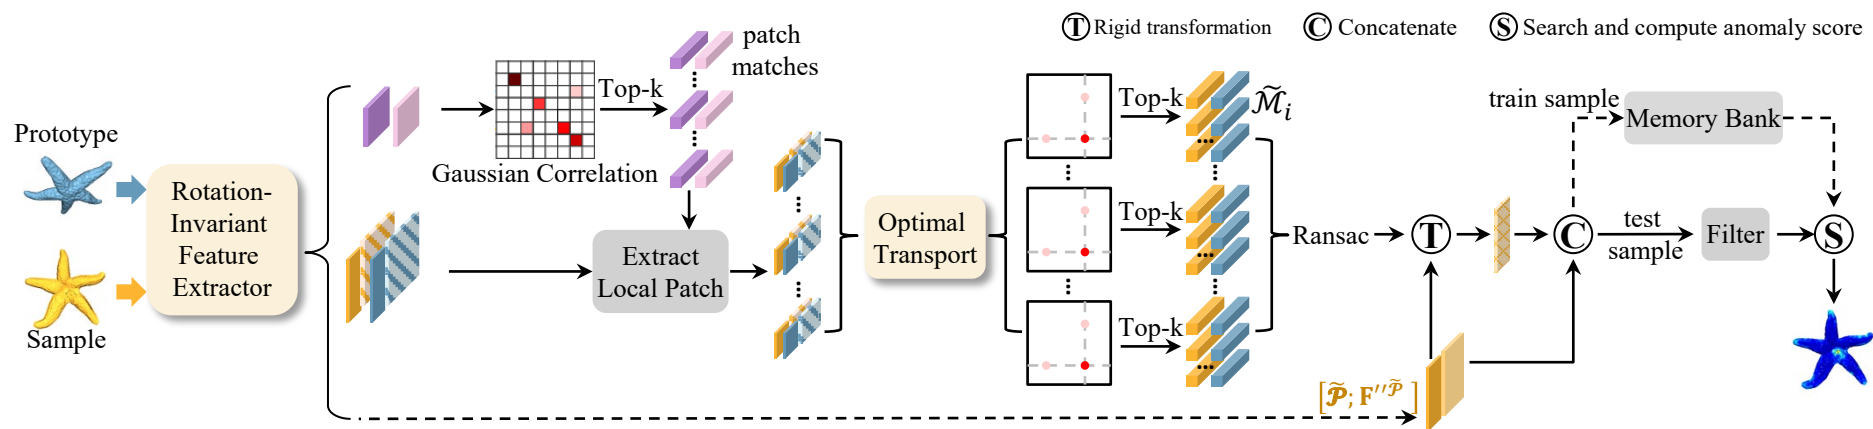 Ⓣ Rigid transformation Ⓒ Concatenate Ⓢ Search and compute anomaly score
Prototype
Sample
Rotation-
Invariant
Feature
Extractor
Gaussian Correlation
Top-k
patch
matches
Extract
Local Patch
Optimal
Transport
Top-k
Top-k
Top-k
M̃ᵢ
Ransac
T
[P̃; F''^P̃]
C
train sample
Memory Bank
test
sample
Filter
S